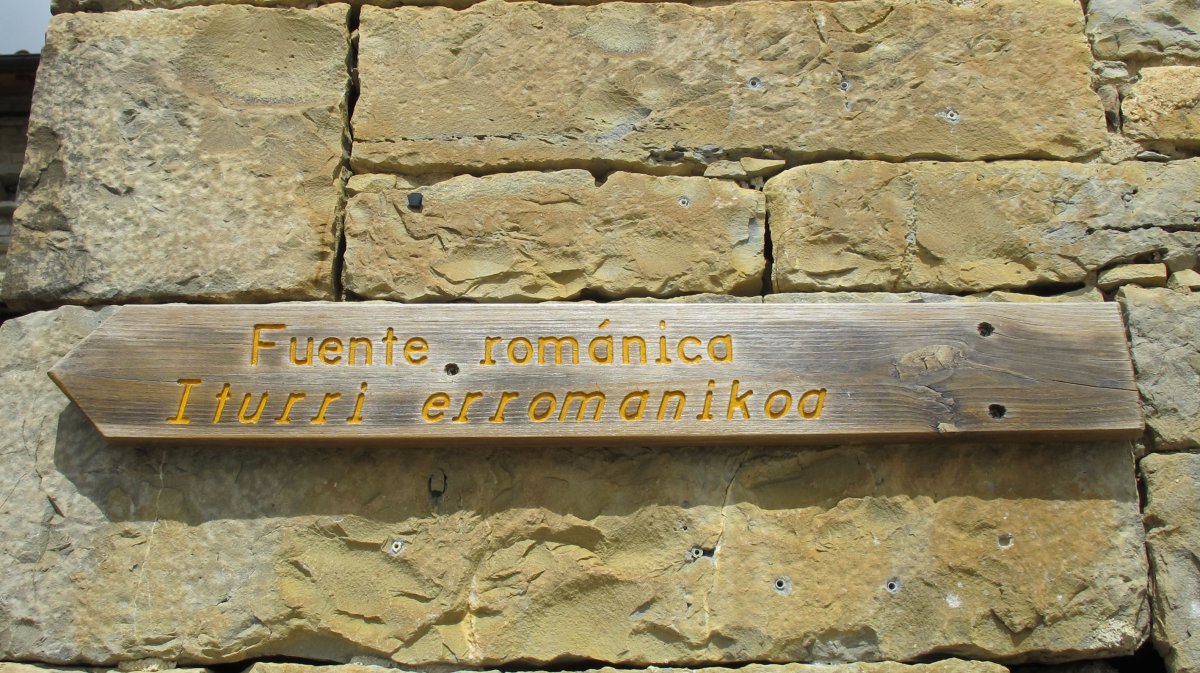 Fuente románica
Iturri erromanikoa